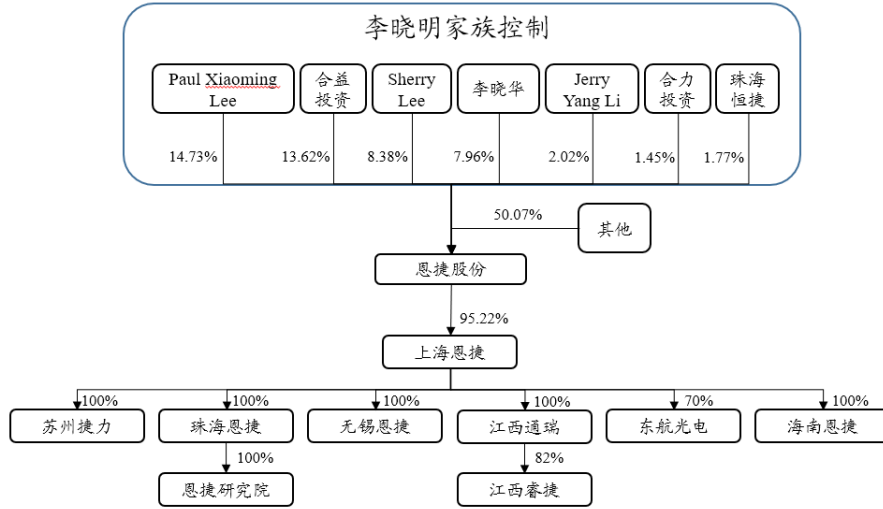 李晓明家族控制
Paul Xiaoming
Lee
合益
投资
Sherry
Lee
李晓华
Jerry
Yang Li
合力
投资
珠海
恒捷
14.73%
13.62%
8.38%
7.96%
2.02%
1.45%
1.77%
50.07%
其他
恩捷股份
95.22%
上海恩捷
100%
100%
100%
100%
70%
100%
苏州捷力
珠海恩捷
无锡恩捷
江西通瑞
东航光电
海南恩捷
100%
82%
恩捷研究院
江西睿捷